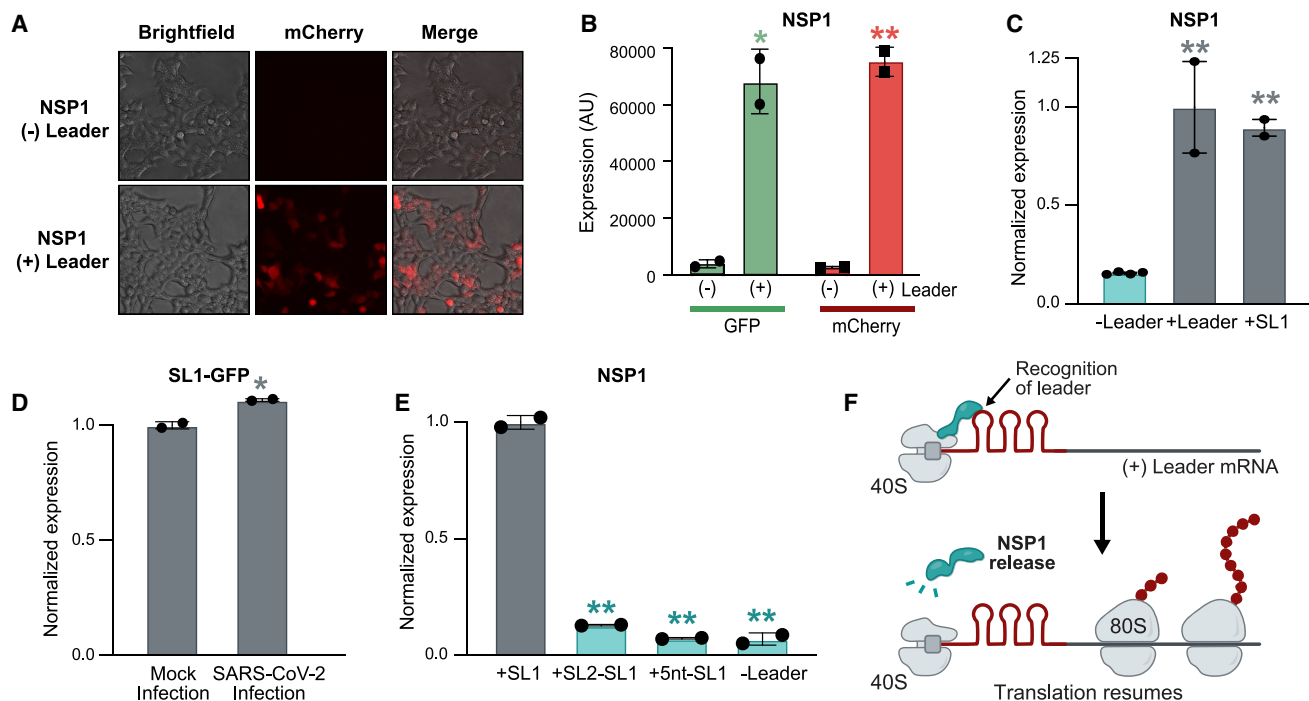 A
Brightfield mCherry Merge
NSP1
(-) Leader
NSP1
(+) Leader
B
NSP1
Expression (AU)
80000
60000
40000
20000
0
* **
(-) (+) (-) (+) Leader
GFP mCherry
C
NSP1
Normalized expression
1.25
1.0
0.5
0.0
** **
-Leader +Leader +SL1
D
SL1-GFP
Normalized expression
1.0
0.5
0.0
*
Mock
Infection
SARS-CoV-2
Infection
E
NSP1
Normalized expression
1.0
0.5
0.0
** ** **
+SL1 +SL2-SL1 +5nt-SL1 -Leader
F
Recognition
of leader
40S
(+) Leader mRNA
NSP1
release
80S
40S
Translation resumes